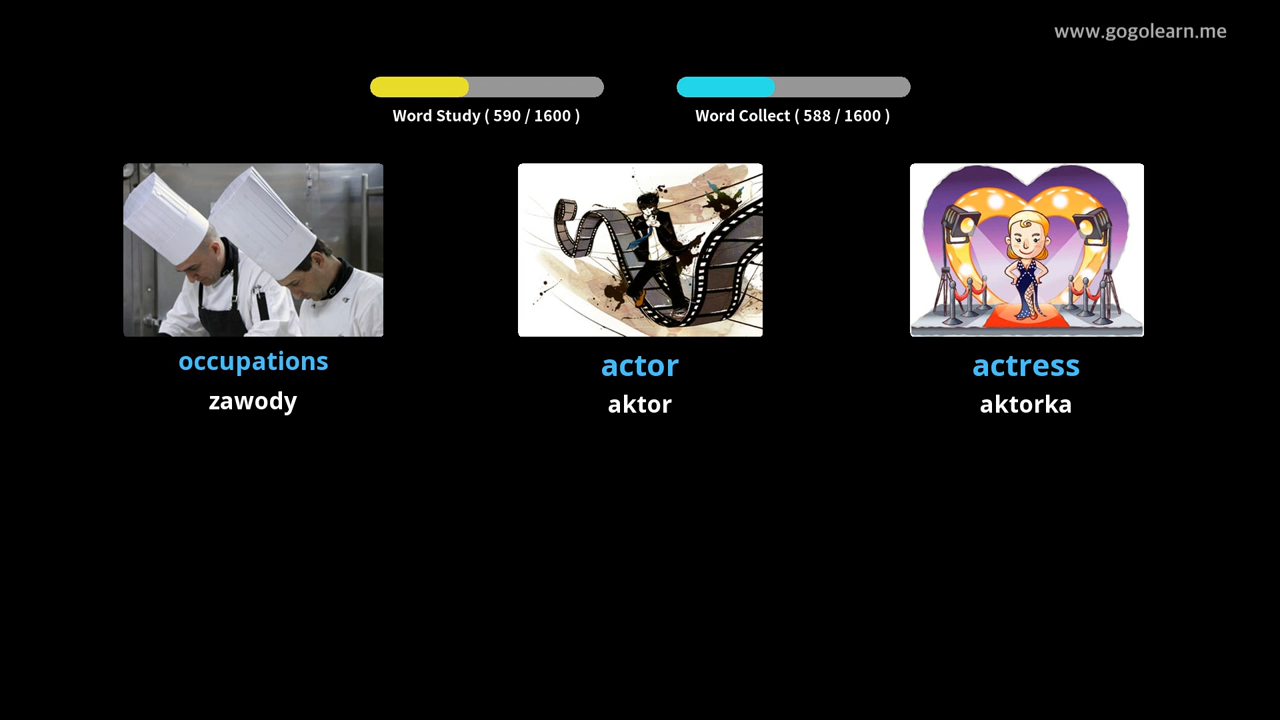 www.gogolearn.me
Word Study ( 590 / 1600 )
Word Collect ( 588 / 1600 )
occupations
actor
actress
zawody
aktor
aktorka